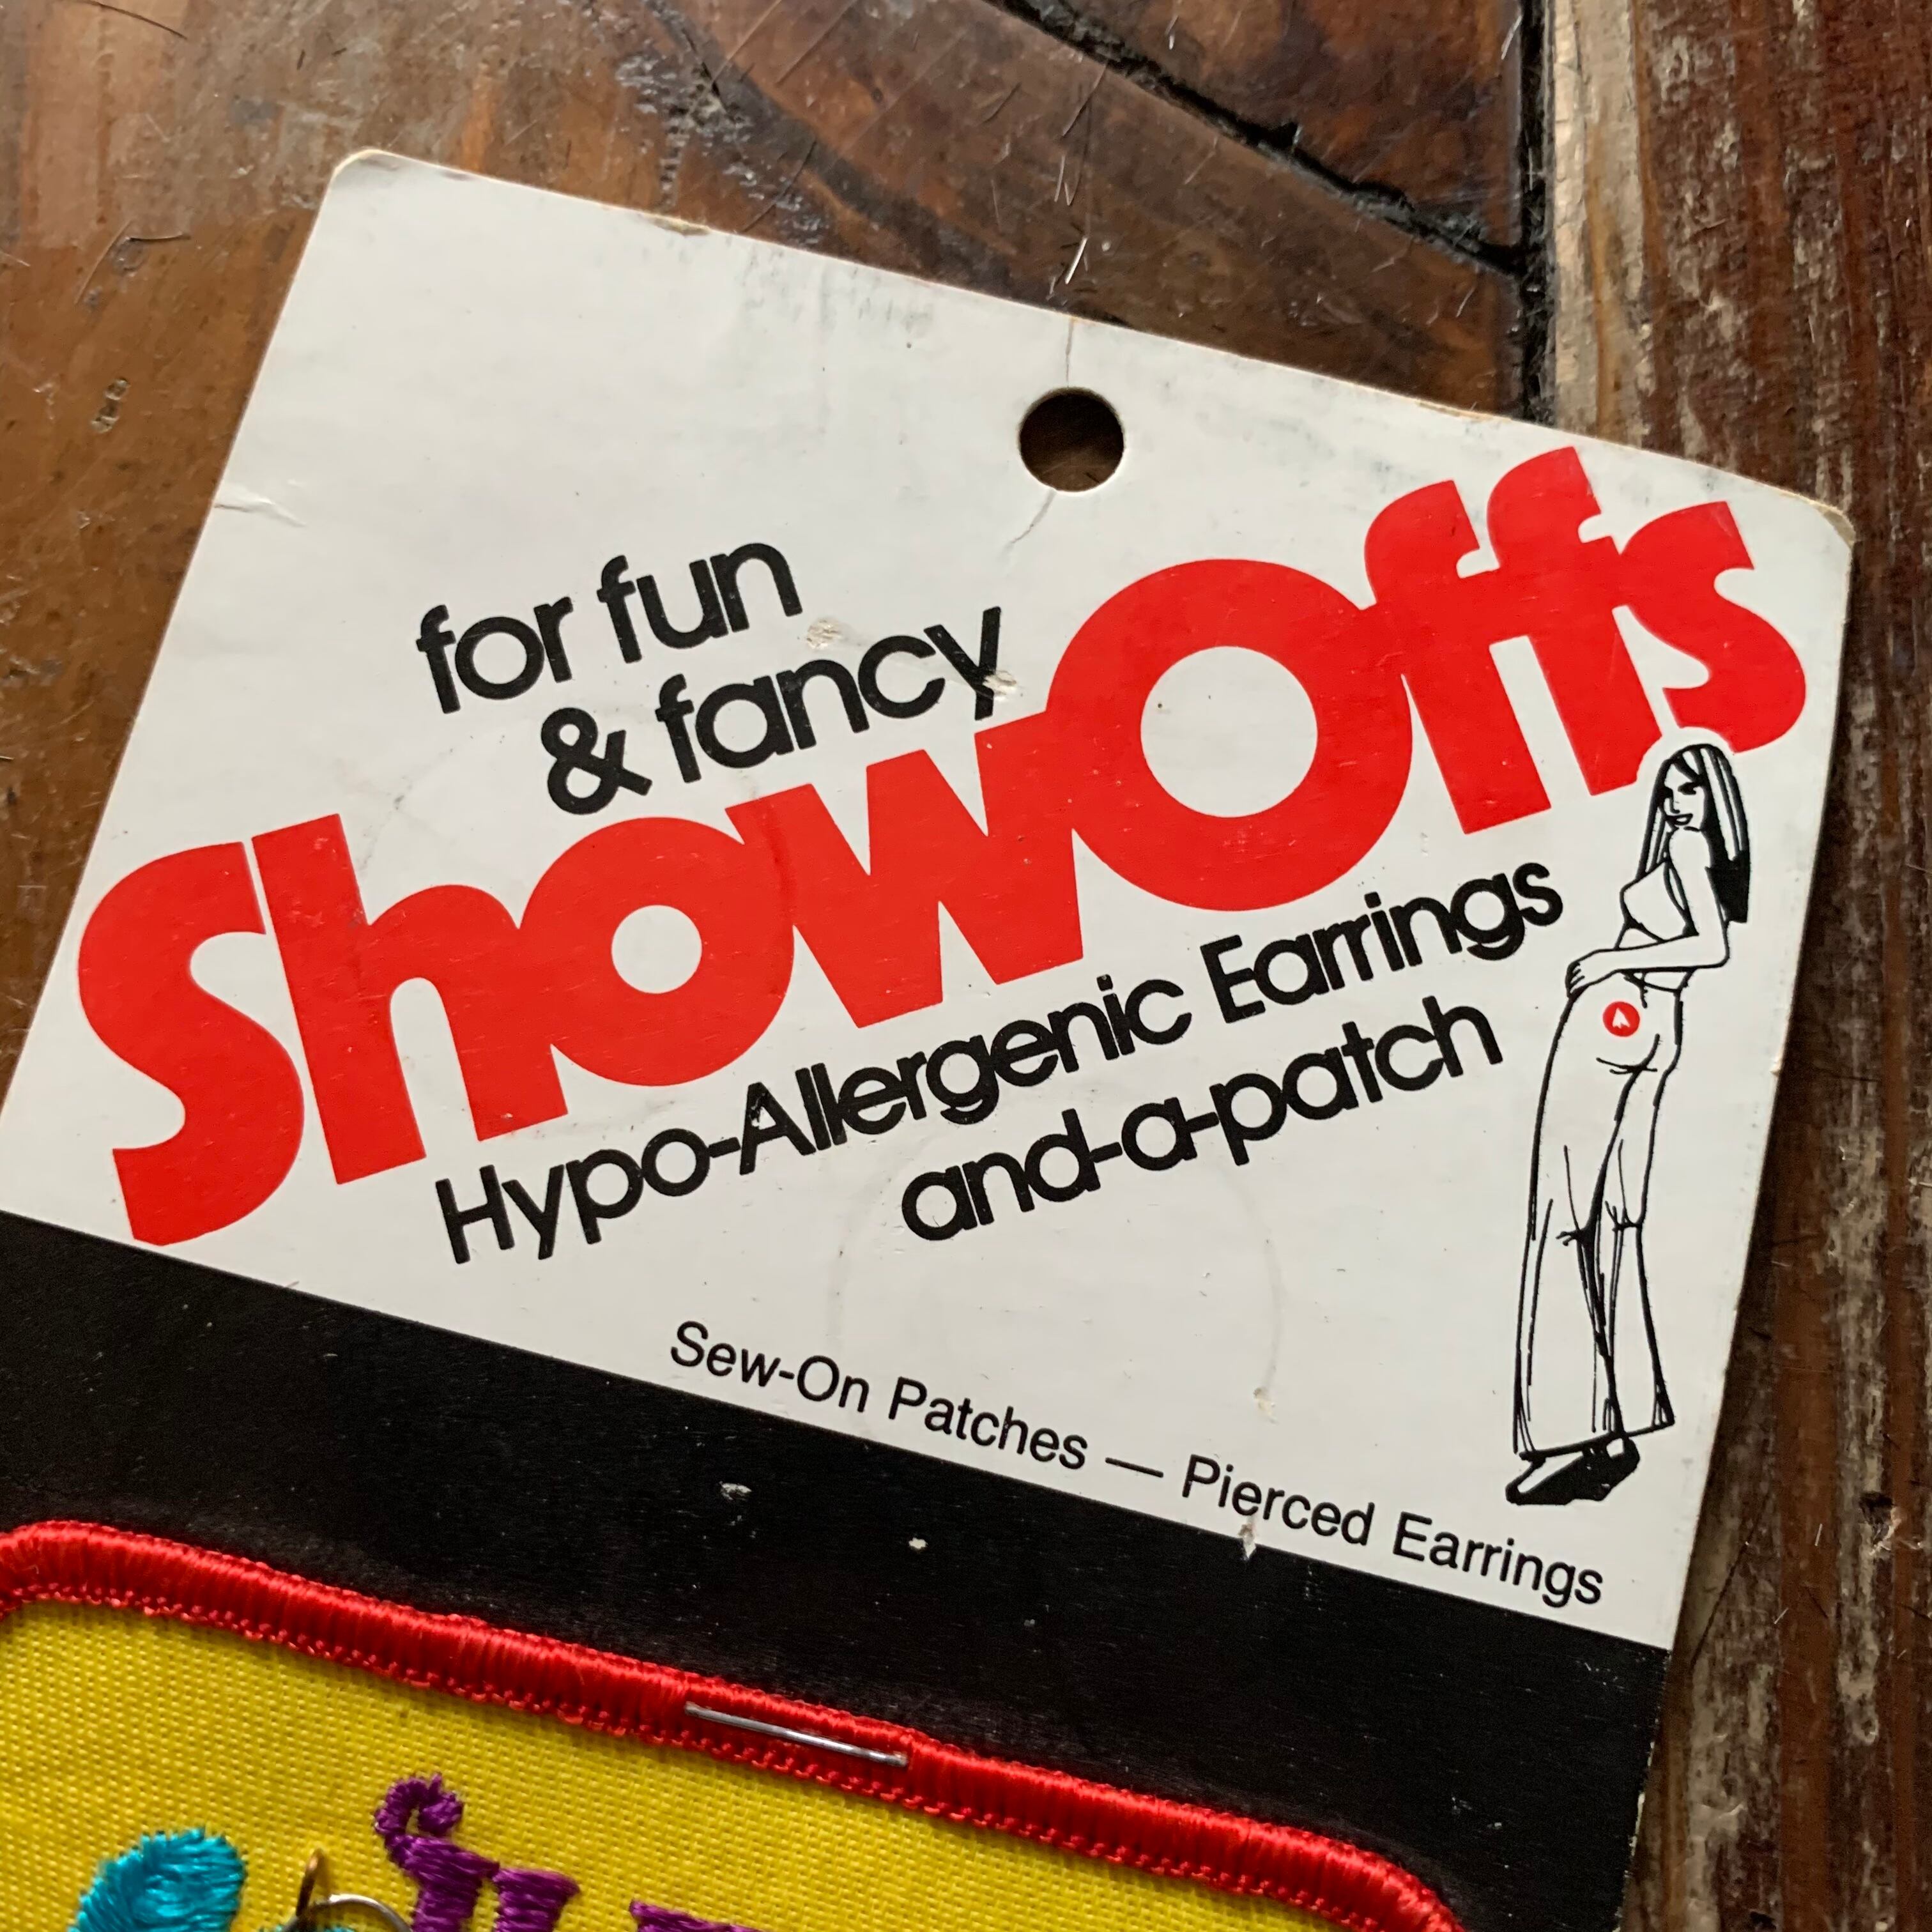 for fun
& fancy
ShowOffs
Hypo-Allergenic Earrings
and-a-patch
Sew-On Patches — Pierced Earrings